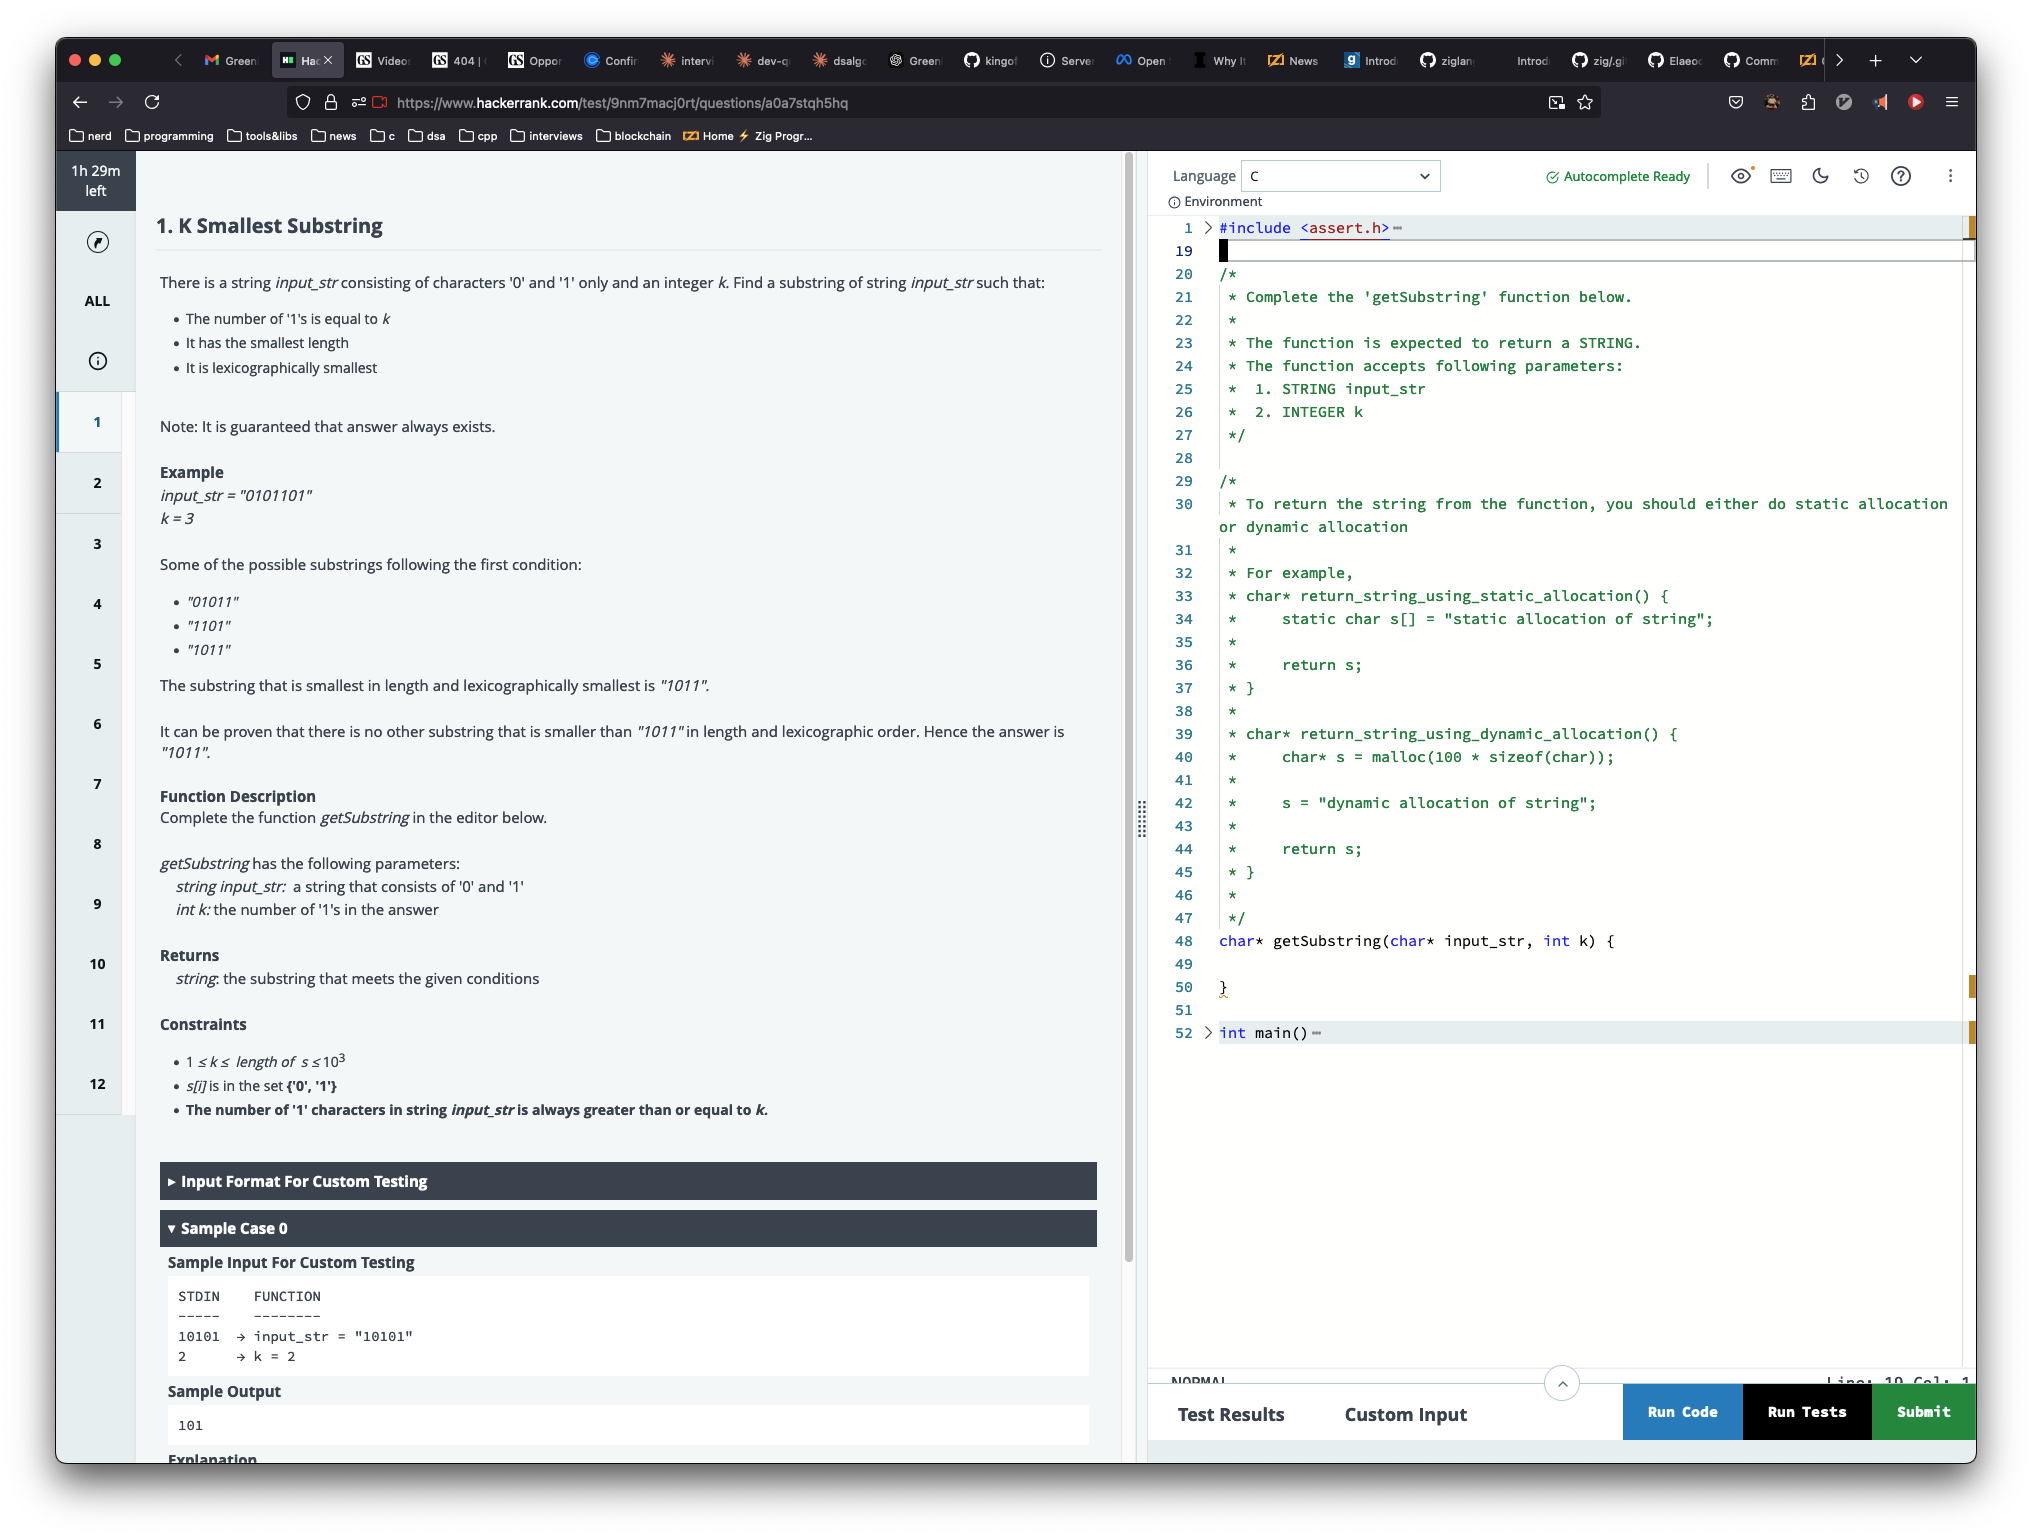 Green
Hac
Video
404 |
Oppor
Confir
intervi
dev-q
dsalgo
Green
kingof
Server
Open
Why It
News
Introd
ziglan
Introd
zig/.gi
Elaeoc
Comm
https://www.hackerrank.com/test/9nm7macj0rt/questions/a0a7stqh5hq
nerd programming tools&libs news c dsa cpp interviews blockchain Home ⚡ Zig Progr...
1h 29m
left
ALL
1
2
3
4
5
6
7
8
9
10
11
12
1. K Smallest Substring
There is a string input_str consisting of characters '0' and '1' only and an integer k. Find a substring of string input_str such that:
• The number of '1's is equal to k
• It has the smallest length
• It is lexicographically smallest
Note: It is guaranteed that answer always exists.
Example
input_str = "0101101"
k = 3
Some of the possible substrings following the first condition:
• "01011"
• "1101"
• "1011"
The substring that is smallest in length and lexicographically smallest is "1011".
It can be proven that there is no other substring that is smaller than "1011" in length and lexicographic order. Hence the answer is
"1011".
Function Description
Complete the function getSubstring in the editor below.
getSubstring has the following parameters:
string input_str: a string that consists of '0' and '1'
int k: the number of '1's in the answer
Returns
string: the substring that meets the given conditions
Constraints
• 1 ≤ k ≤ length of s ≤ 10³
• s[i] is in the set {'0', '1'}
• The number of '1' characters in string input_str is always greater than or equal to k.
▸ Input Format For Custom Testing
▾ Sample Case 0
Sample Input For Custom Testing
STDIN FUNCTION
----- --------
10101 → input_str = "10101"
2 → k = 2
Sample Output
101
Explanation
Language C
Autocomplete Ready
Environment
1 #include <assert.h>
19
20 /*
21 * Complete the 'getSubstring' function below.
22 *
23 * The function is expected to return a STRING.
24 * The function accepts following parameters:
25 * 1. STRING input_str
26 * 2. INTEGER k
27 */
28
29 /*
30 * To return the string from the function, you should either do static allocation
or dynamic allocation
31 *
32 * For example,
33 * char* return_string_using_static_allocation() {
34 * static char s[] = "static allocation of string";
35 *
36 * return s;
37 * }
38 *
39 * char* return_string_using_dynamic_allocation() {
40 * char* s = malloc(100 * sizeof(char));
41 *
42 * s = "dynamic allocation of string";
43 *
44 * return s;
45 * }
46 *
47 */
48 char* getSubstring(char* input_str, int k) {
49
50 }
51
52 int main()
NORMAL Line: 19 Col: 1
Test Results
Custom Input
Run Code
Run Tests
Submit